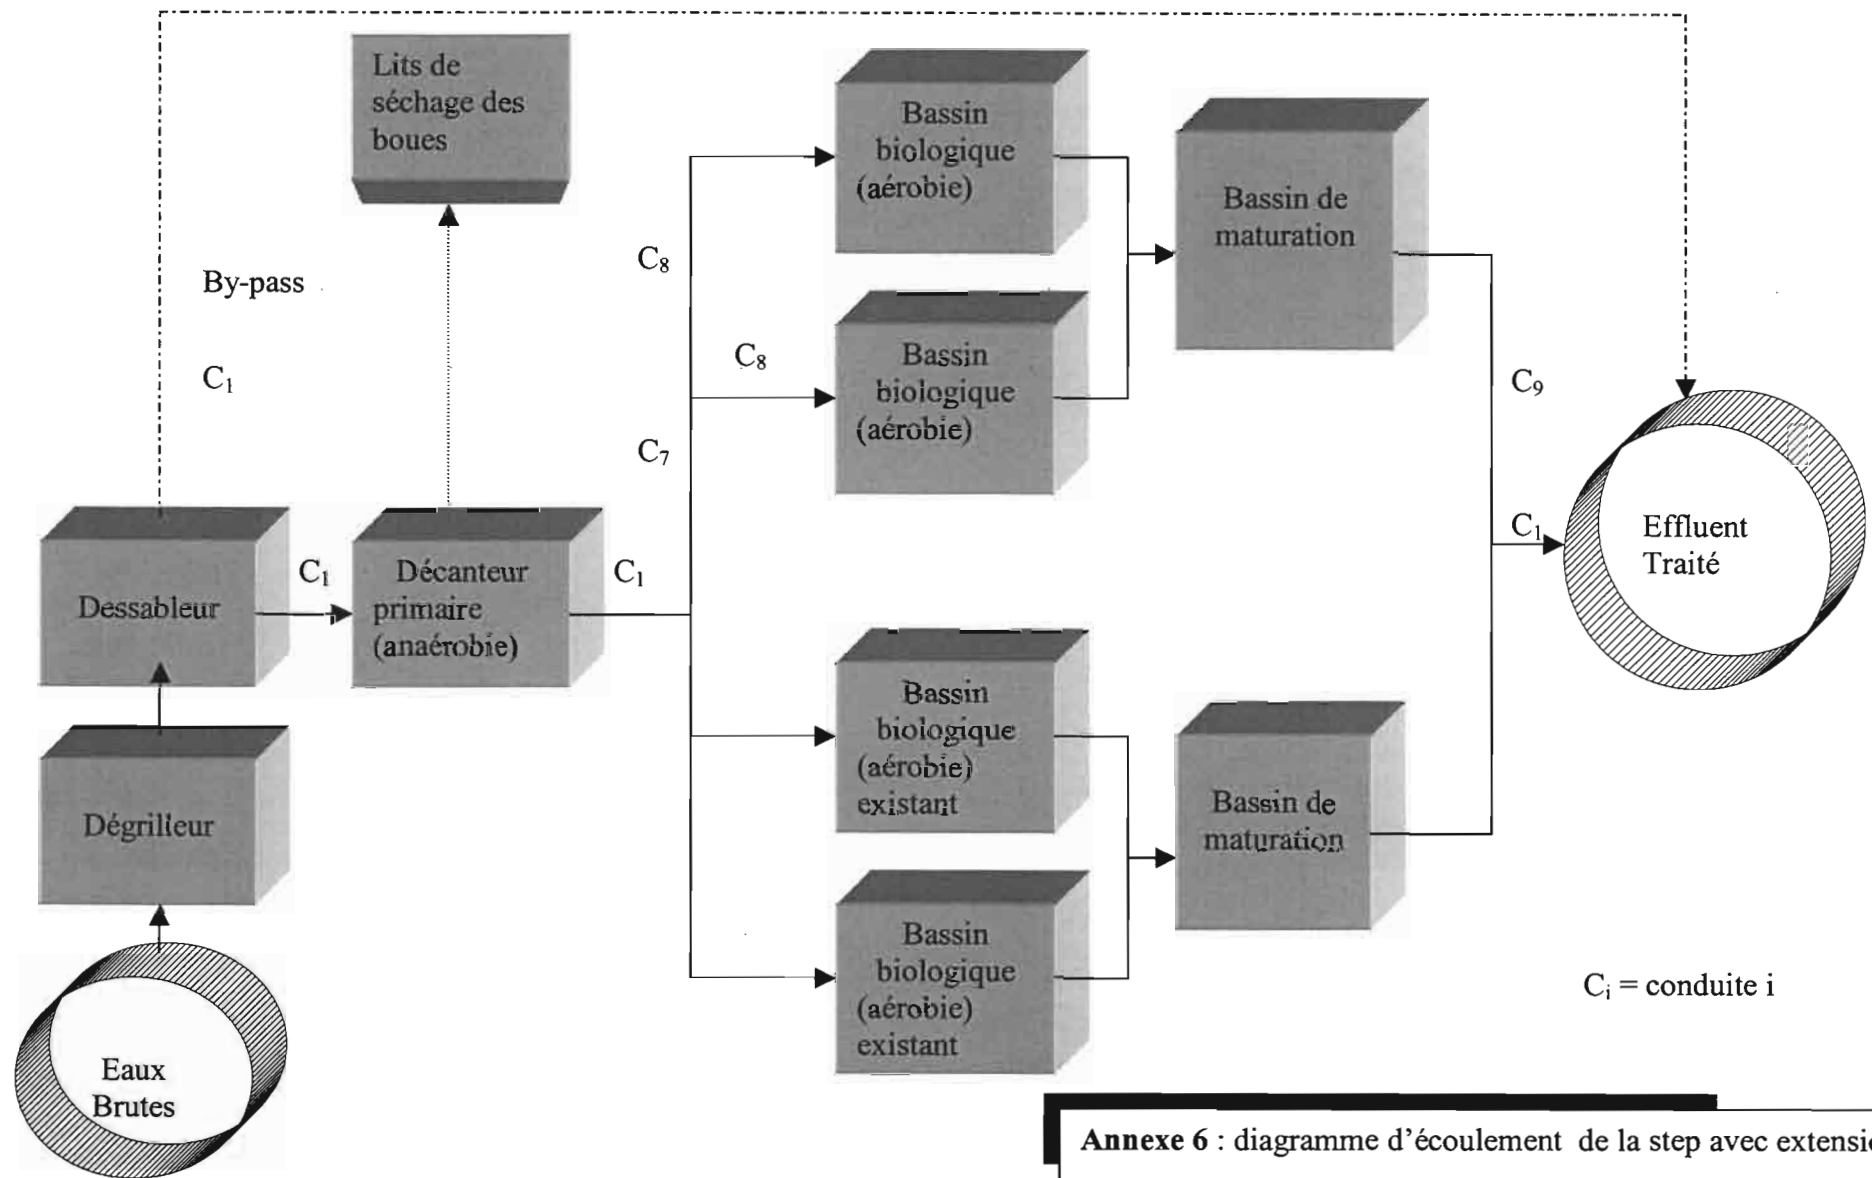 Lits de
séchage des
boues
By-pass
C₁
Bassin
biologique
(aérobie)
Bassin de
maturation
C₈
C₈
Bassin
biologique
(aérobie)
C₇
C₉
Dessableur
C₁
Décanteur
primaire
(anaérobie)
C₁
C₁
Effluent
Traité
Dégrilleur
Bassin
biologique
(aérobie)
existant
Bassin de
maturation
Bassin
biologique
(aérobie)
existant
Eaux
Brutes
Cᵢ = conduite i
Annexe 6 : diagramme d'écoulement de la step avec extensi